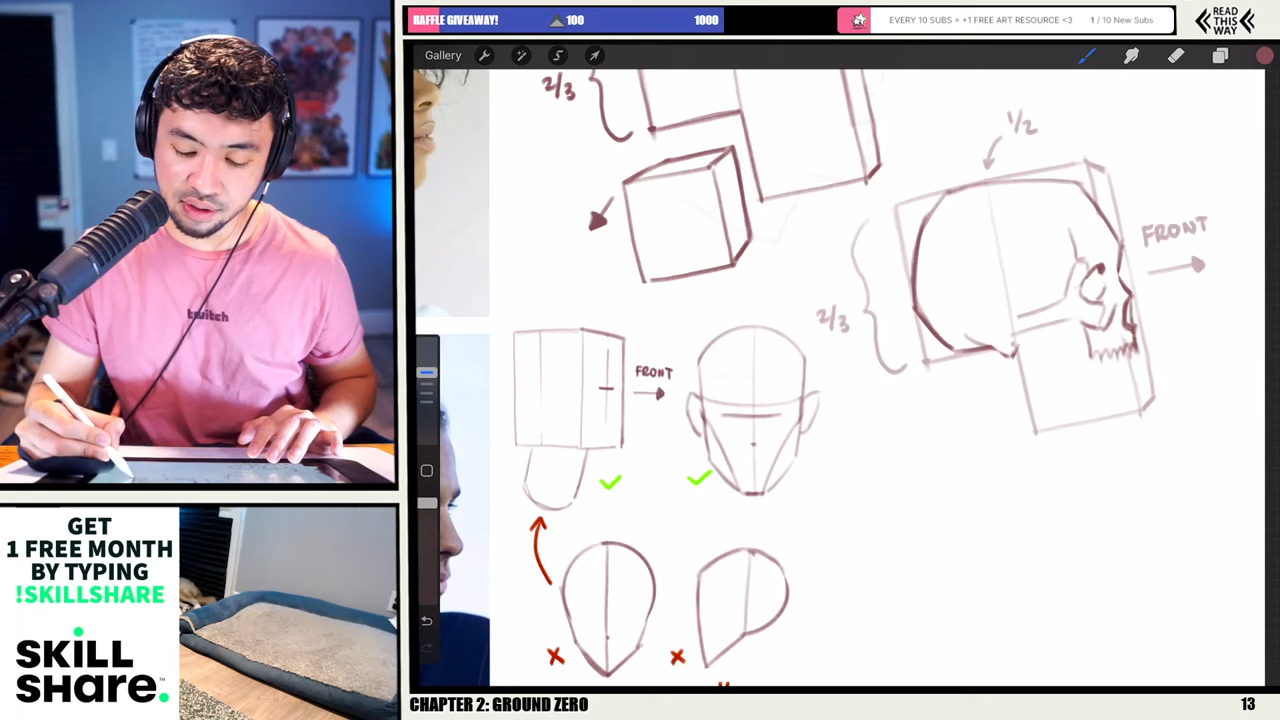 RAFFLE GIVEAWAY!
100
1000
EVERY 10 SUBS = +1 FREE ART RESOURCE <3
1 / 10 New Subs
READ
THIS
WAY
Gallery
2/3
1/2
FRONT
2/3
FRONT
twitch
GET
1 FREE MONTH
BY TYPING
!SKILLSHARE
SKILL
SHARE.
CHAPTER 2: GROUND ZERO
13